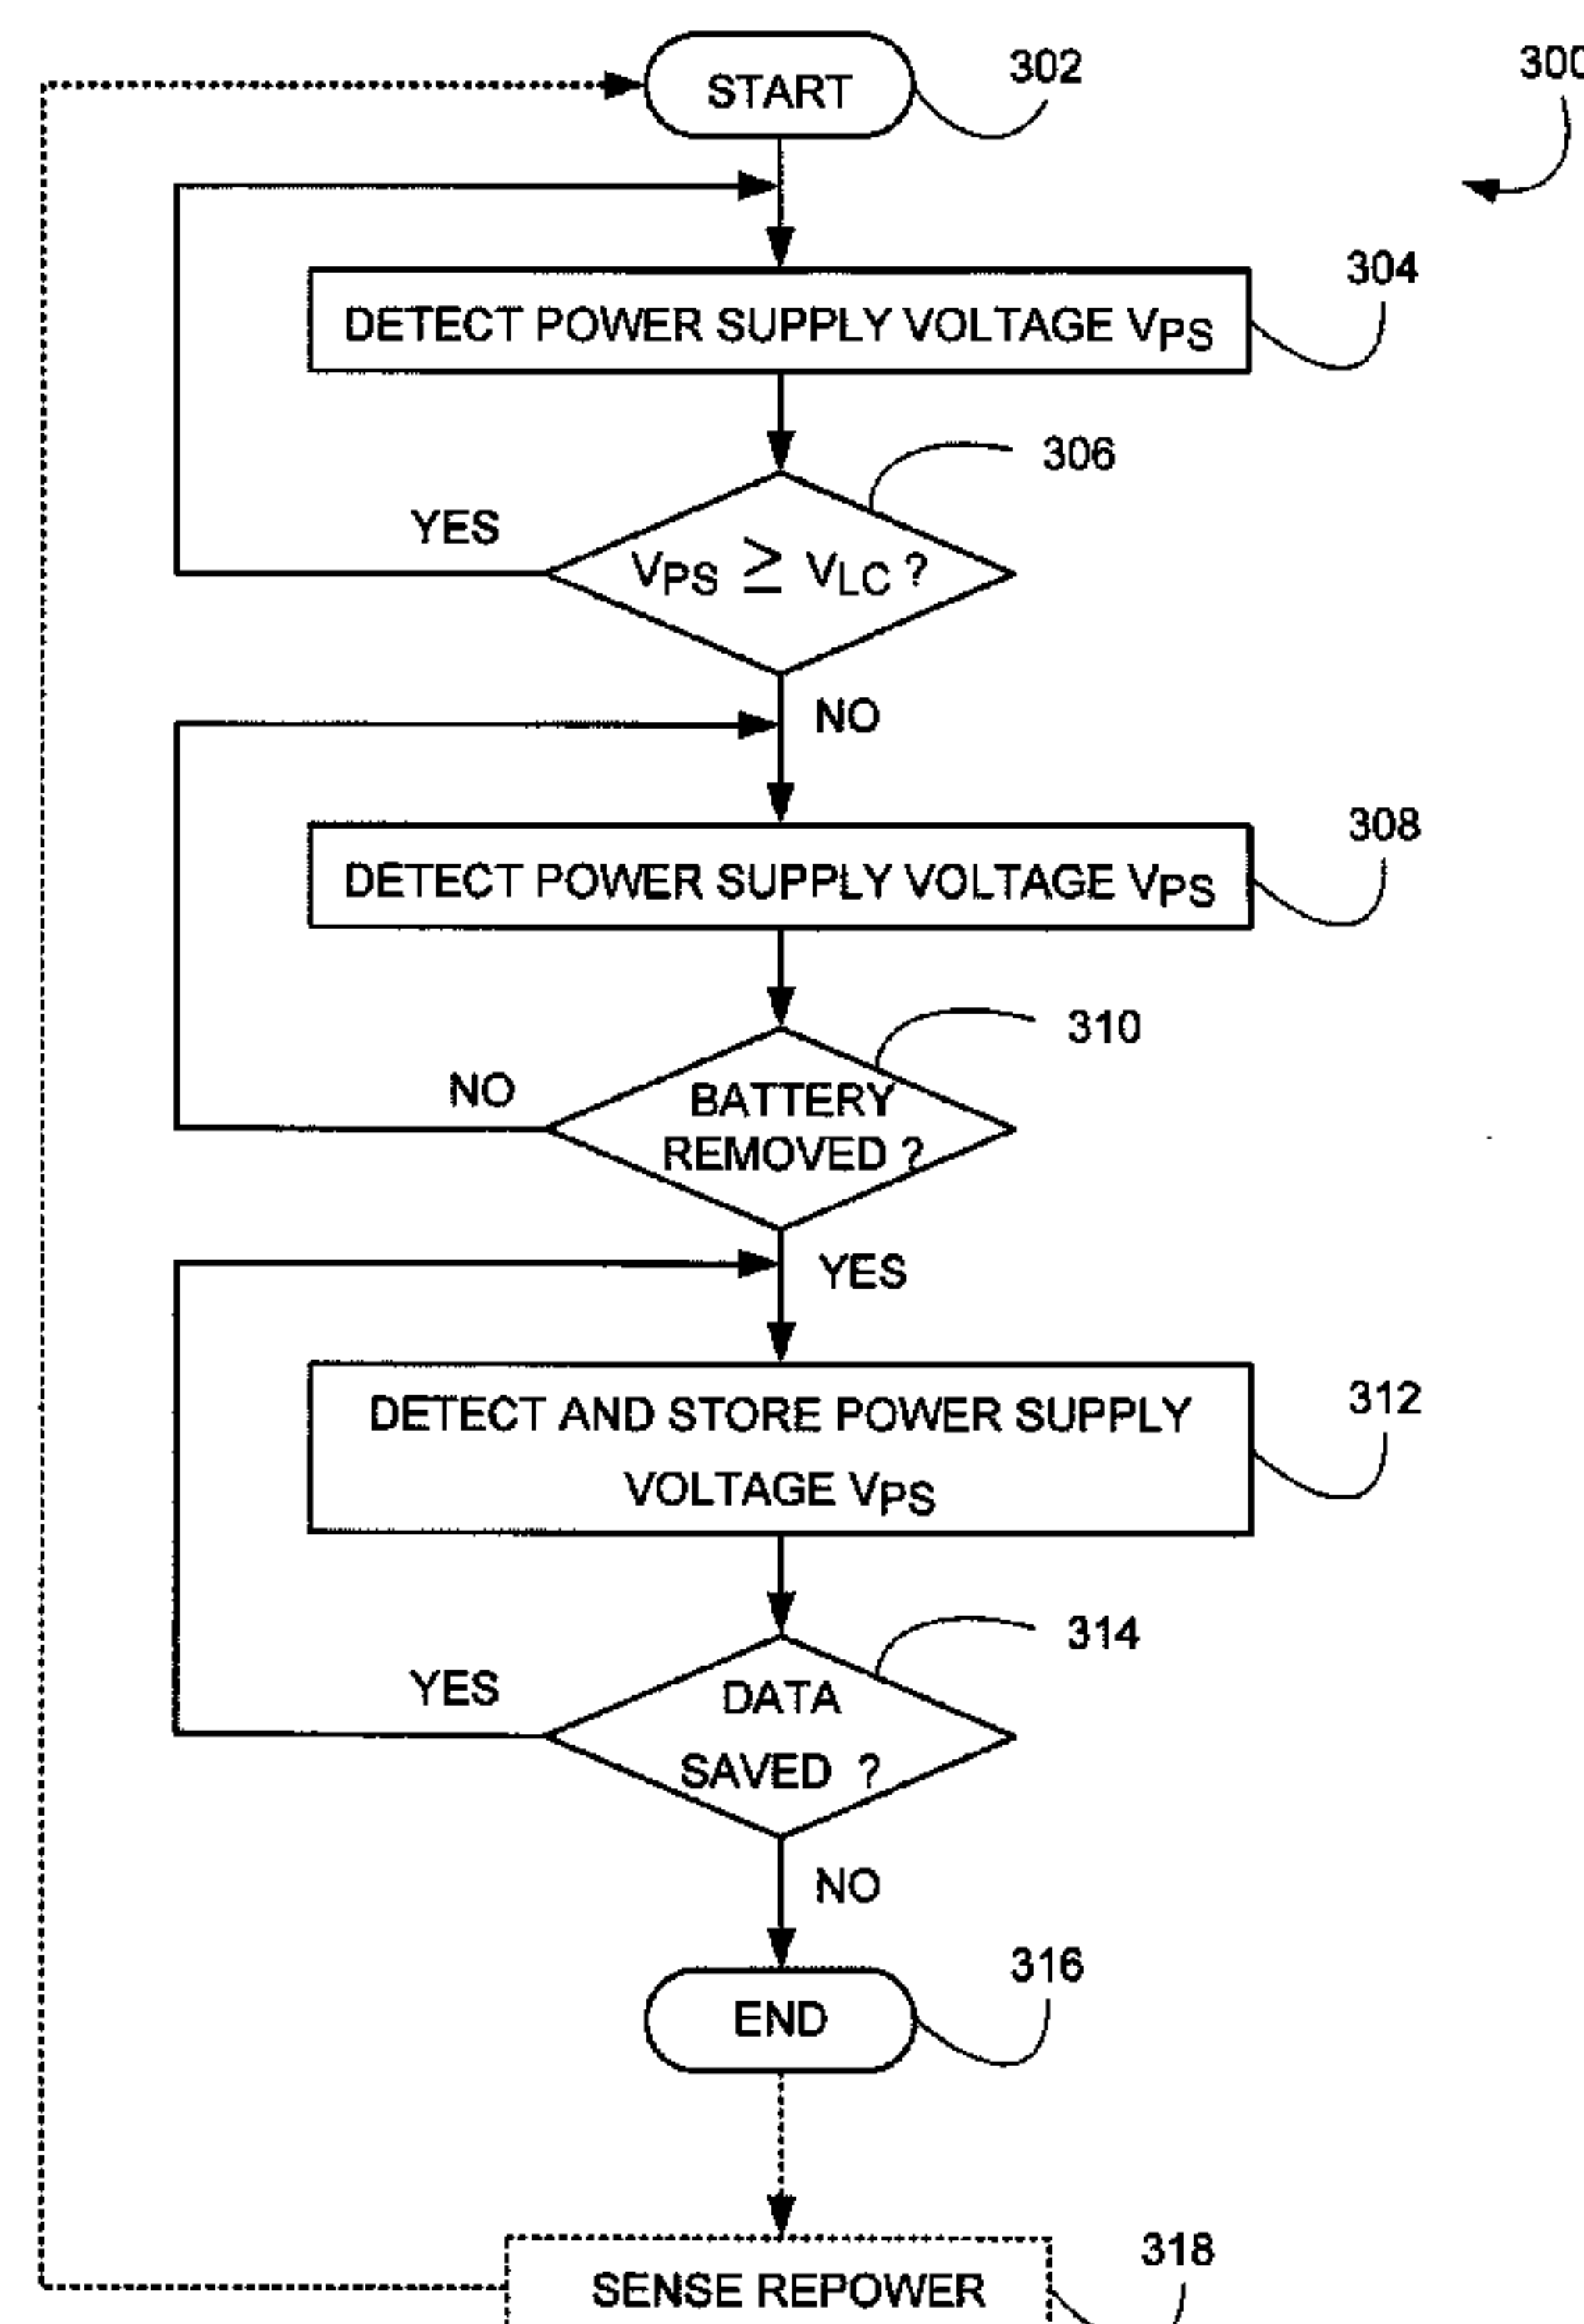 START
302
300
DETECT POWER SUPPLY VOLTAGE VPS
304
306
YES
VPS ≥ VLC ?
NO
DETECT POWER SUPPLY VOLTAGE VPS
308
310
NO
BATTERY
REMOVED ?
YES
DETECT AND STORE POWER SUPPLY
VOLTAGE VPS
312
314
YES
DATA
SAVED ?
NO
END
316
SENSE REPOWER
318